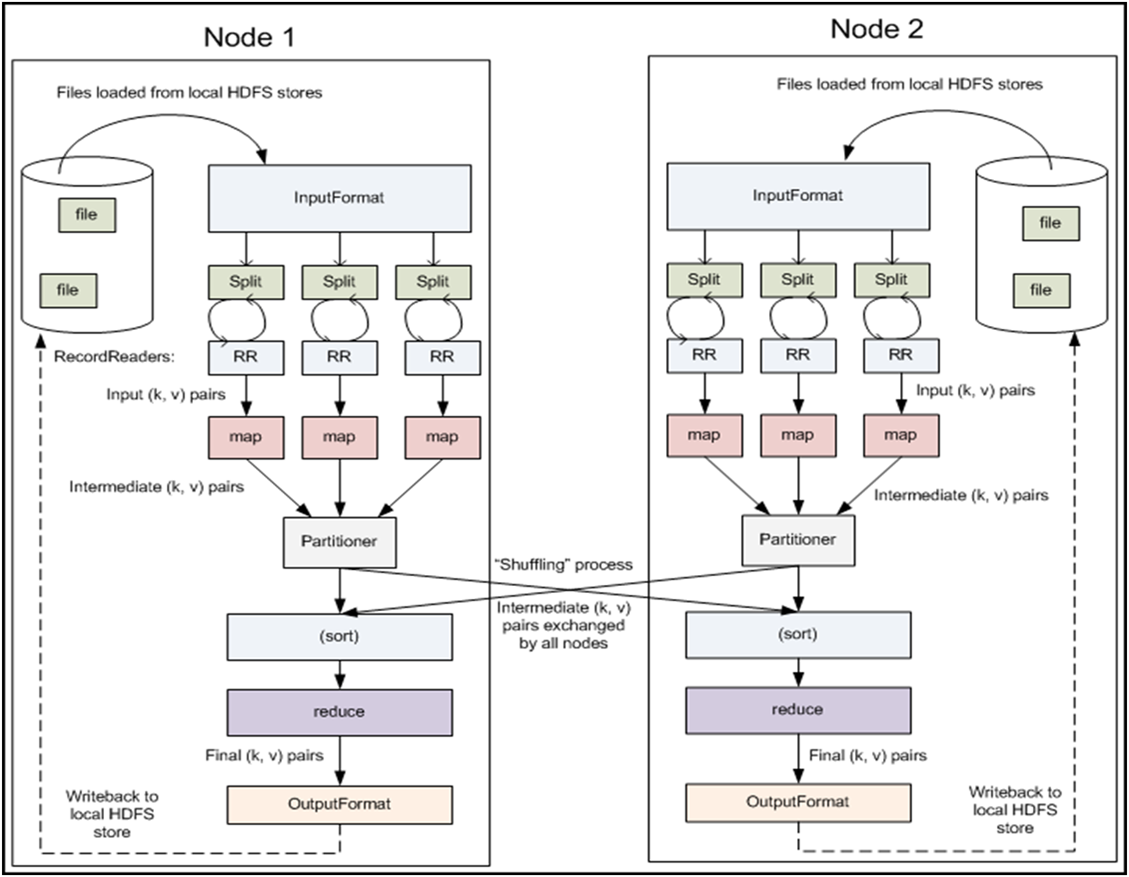 Node 1
Files loaded from local HDFS stores
file
file
InputFormat
Split
Split
Split
RecordReaders:
RR
RR
RR
Input (k, v) pairs
map
map
map
Intermediate (k, v) pairs
Partitioner
(sort)
reduce
Final (k, v) pairs
OutputFormat
Writeback to
local HDFS
store
"Shuffling" process
Intermediate (k, v)
pairs exchanged
by all nodes
Node 2
Files loaded from local HDFS stores
InputFormat
file
file
Split
Split
Split
RR
RR
RR
Input (k, v) pairs
map
map
map
Intermediate (k, v) pairs
Partitioner
(sort)
reduce
Final (k, v) pairs
OutputFormat
Writeback to
local HDFS
store